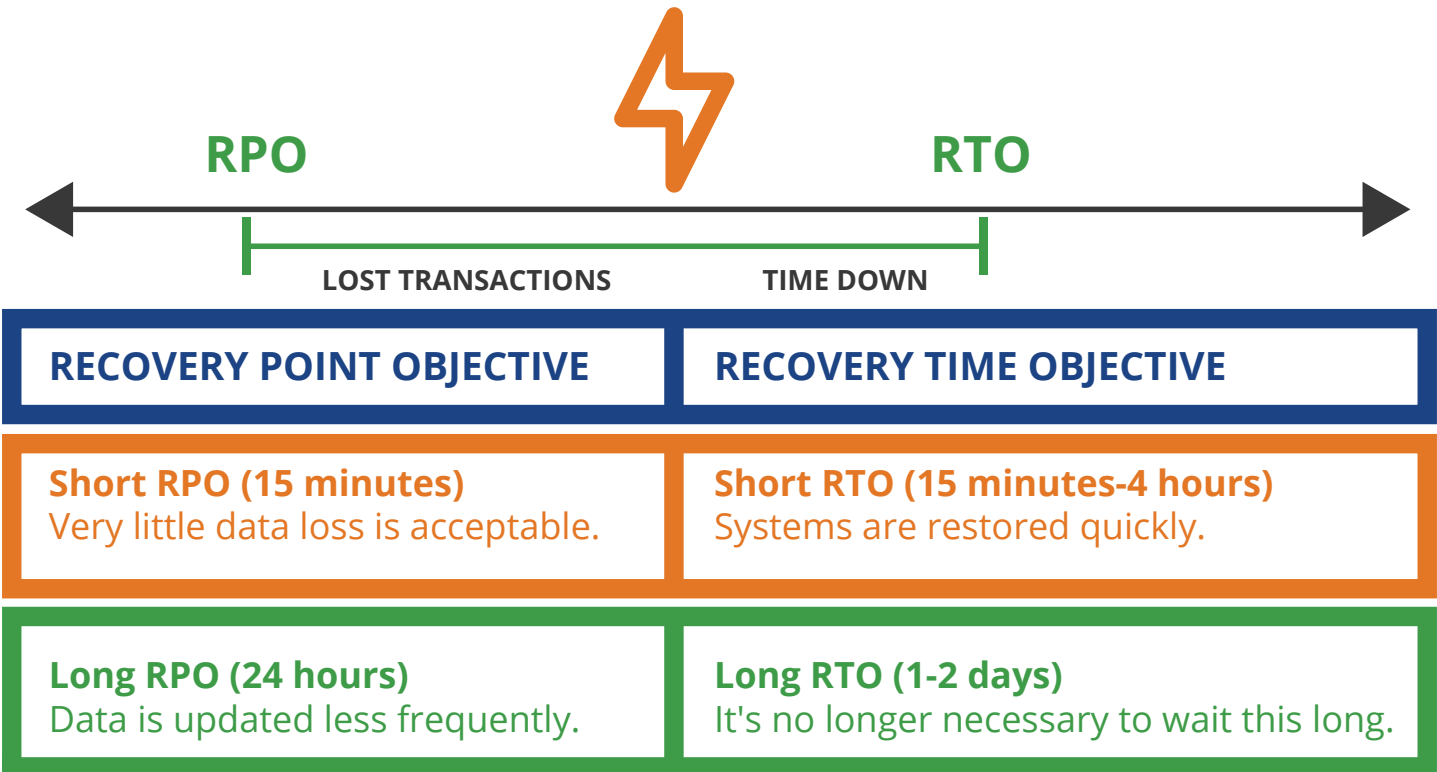 RPO
RTO
LOST TRANSACTIONS
TIME DOWN
RECOVERY POINT OBJECTIVE
RECOVERY TIME OBJECTIVE
Short RPO (15 minutes)
Very little data loss is acceptable.
Short RTO (15 minutes-4 hours)
Systems are restored quickly.
Long RPO (24 hours)
Data is updated less frequently.
Long RTO (1-2 days)
It's no longer necessary to wait this long.